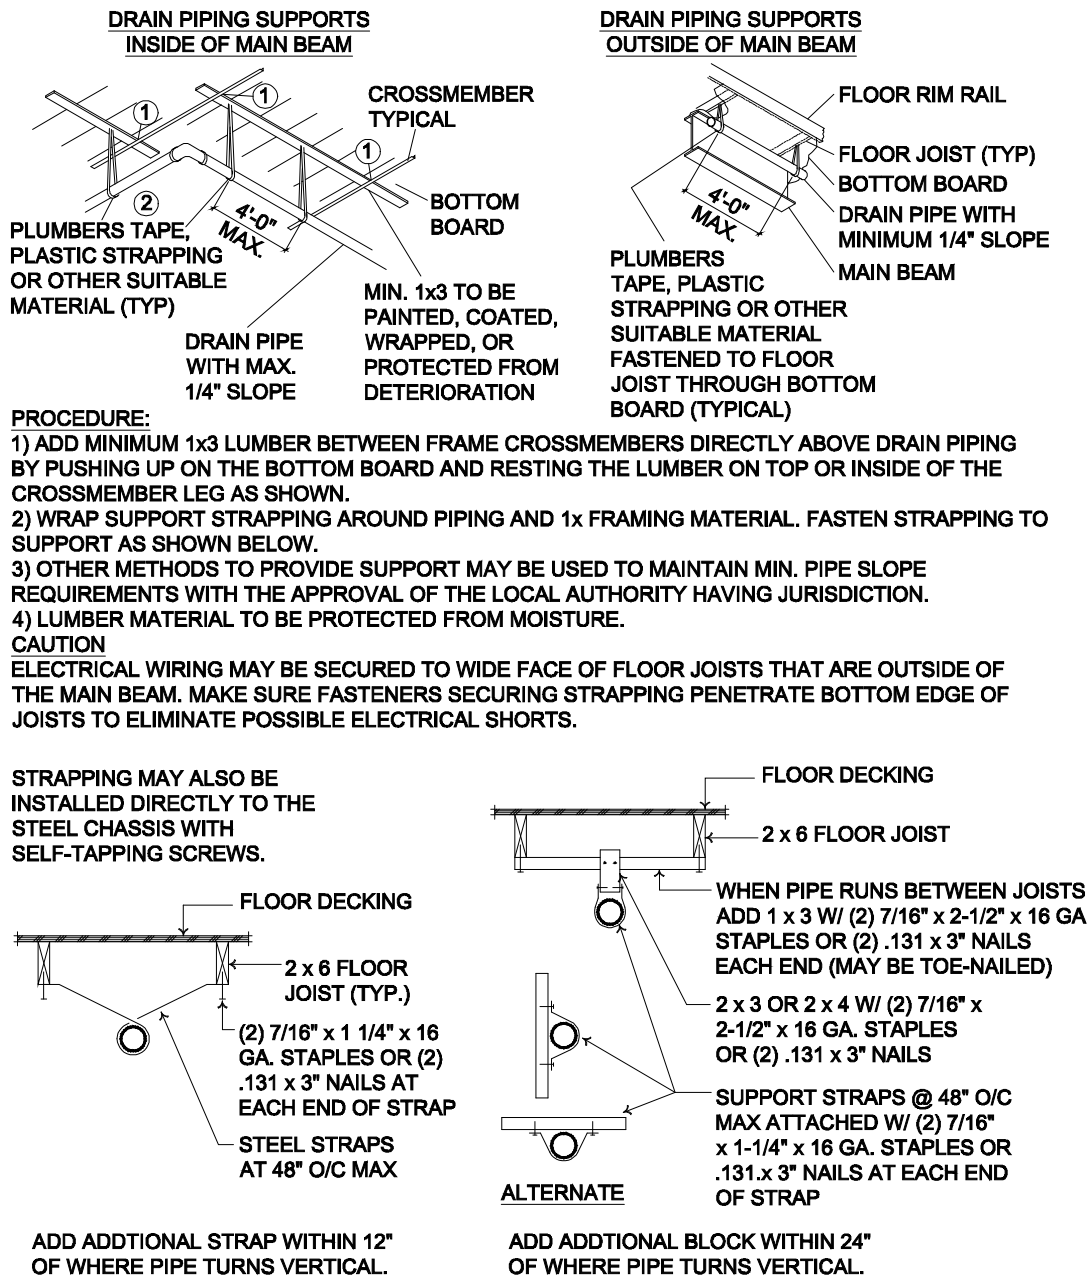 DRAIN PIPING SUPPORTS
INSIDE OF MAIN BEAM
1
1
1
2
CROSSMEMBER
TYPICAL
BOTTOM
BOARD
4'-0"
MAX.
PLUMBERS TAPE,
PLASTIC STRAPPING
OR OTHER SUITABLE
MATERIAL (TYP)
DRAIN PIPE
WITH MAX.
1/4" SLOPE
MIN. 1x3 TO BE
PAINTED, COATED,
WRAPPED, OR
PROTECTED FROM
DETERIORATION
DRAIN PIPING SUPPORTS
OUTSIDE OF MAIN BEAM
FLOOR RIM RAIL
FLOOR JOIST (TYP)
BOTTOM BOARD
DRAIN PIPE WITH
MINIMUM 1/4" SLOPE
MAIN BEAM
4'-0"
MAX.
PLUMBERS
TAPE, PLASTIC
STRAPPING OR OTHER
SUITABLE MATERIAL
FASTENED TO FLOOR
JOIST THROUGH BOTTOM
BOARD (TYPICAL)
PROCEDURE:
1) ADD MINIMUM 1x3 LUMBER BETWEEN FRAME CROSSMEMBERS DIRECTLY ABOVE DRAIN PIPING
BY PUSHING UP ON THE BOTTOM BOARD AND RESTING THE LUMBER ON TOP OR INSIDE OF THE
CROSSMEMBER LEG AS SHOWN.
2) WRAP SUPPORT STRAPPING AROUND PIPING AND 1x FRAMING MATERIAL. FASTEN STRAPPING TO
SUPPORT AS SHOWN BELOW.
3) OTHER METHODS TO PROVIDE SUPPORT MAY BE USED TO MAINTAIN MIN. PIPE SLOPE
REQUIREMENTS WITH THE APPROVAL OF THE LOCAL AUTHORITY HAVING JURISDICTION.
4) LUMBER MATERIAL TO BE PROTECTED FROM MOISTURE.
CAUTION
ELECTRICAL WIRING MAY BE SECURED TO WIDE FACE OF FLOOR JOISTS THAT ARE OUTSIDE OF
THE MAIN BEAM. MAKE SURE FASTENERS SECURING STRAPPING PENETRATE BOTTOM EDGE OF
JOISTS TO ELIMINATE POSSIBLE ELECTRICAL SHORTS.
STRAPPING MAY ALSO BE
INSTALLED DIRECTLY TO THE
STEEL CHASSIS WITH
SELF-TAPPING SCREWS.
FLOOR DECKING
2 x 6 FLOOR
JOIST (TYP.)
(2) 7/16" x 1 1/4" x 16
GA. STAPLES OR (2)
.131 x 3" NAILS AT
EACH END OF STRAP
STEEL STRAPS
AT 48" O/C MAX
ADD ADDTIONAL STRAP WITHIN 12"
OF WHERE PIPE TURNS VERTICAL.
FLOOR DECKING
2 x 6 FLOOR JOIST
WHEN PIPE RUNS BETWEEN JOISTS
ADD 1 x 3 W/ (2) 7/16" x 2-1/2" x 16 GA
STAPLES OR (2) .131 x 3" NAILS
EACH END (MAY BE TOE-NAILED)
2 x 3 OR 2 x 4 W/ (2) 7/16" x
2-1/2" x 16 GA. STAPLES
OR (2) .131 x 3" NAILS
SUPPORT STRAPS @ 48" O/C
MAX ATTACHED W/ (2) 7/16"
x 1-1/4" x 16 GA. STAPLES OR
.131.x 3" NAILS AT EACH END
OF STRAP
ALTERNATE
ADD ADDTIONAL BLOCK WITHIN 24"
OF WHERE PIPE TURNS VERTICAL.